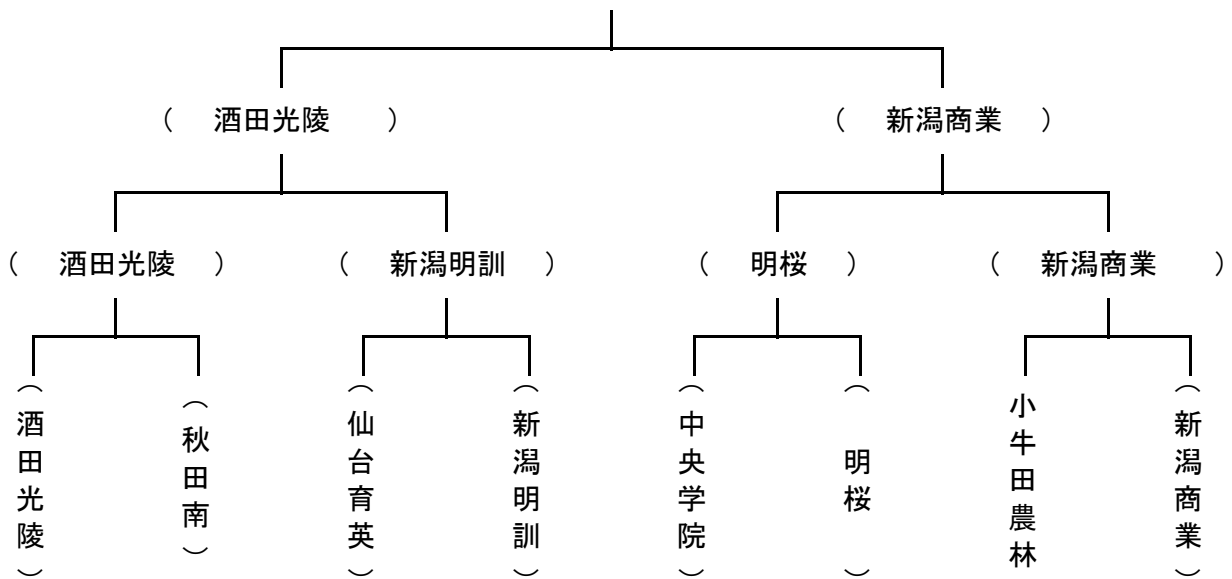 （　酒田光陵　）
（　新潟商業　）
（　酒田光陵　）
（　新潟明訓　）
（　明桜　）
（　新潟商業　）
（酒田光陵）
（秋田南）
（仙台育英）
（新潟明訓）
（中央学院）
（　明桜　）
小牛田農林
（新潟商業）